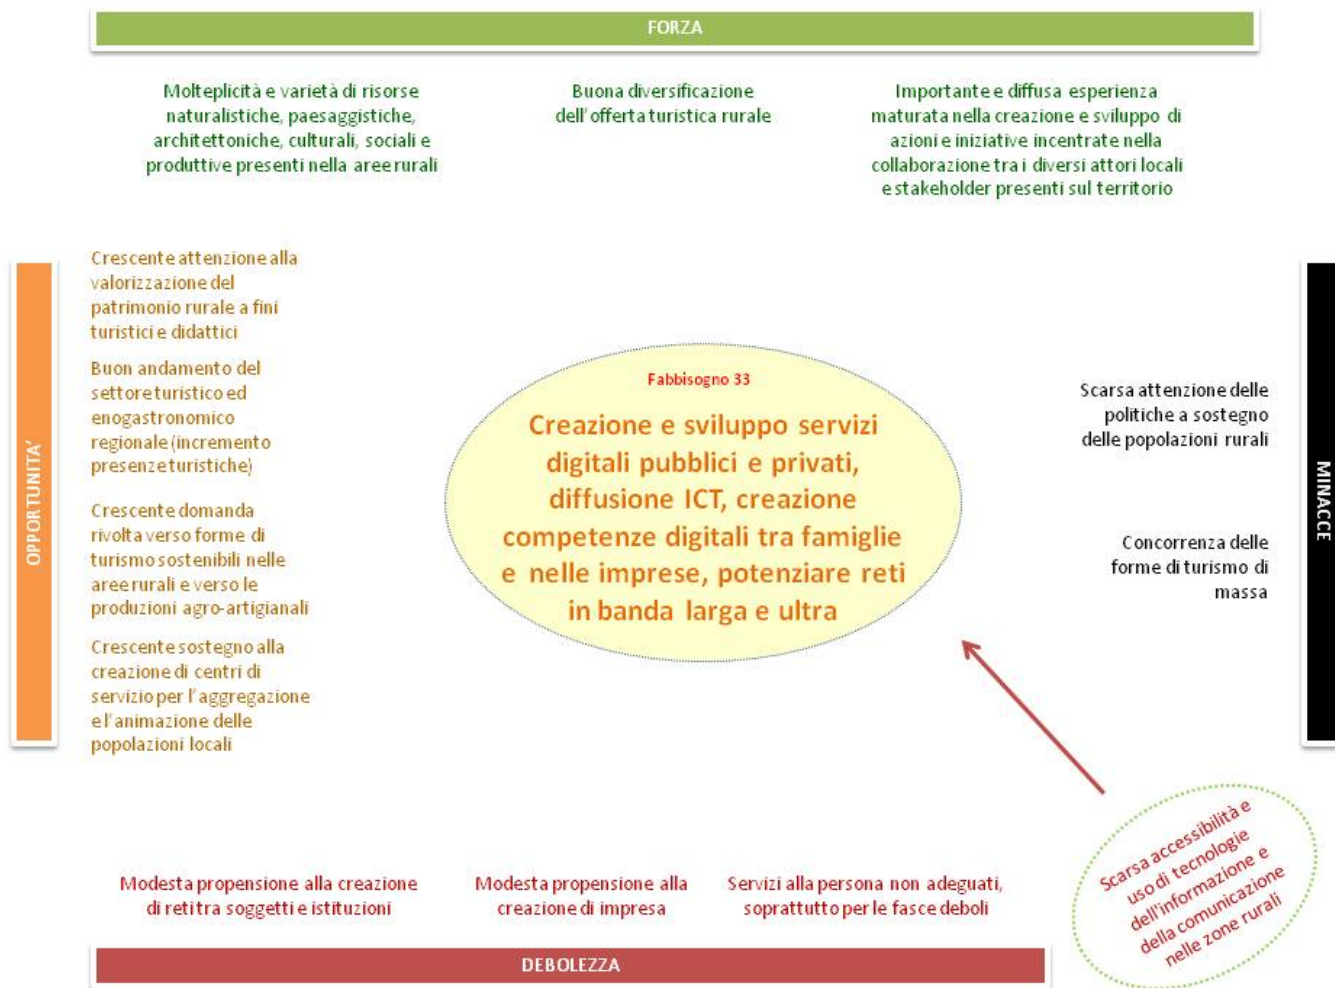 FORZA
Molteplicità e varietà di risorse
naturalistiche, paesaggistiche,
architettoniche, culturali, sociali e
produttive presenti nella aree rurali
Buona diversificazione
dell'offerta turistica rurale
Importante e diffusa esperienza
maturata nella creazione e sviluppo di
azioni e iniziative incentrate nella
collaborazione tra i diversi attori locali
e stakeholder presenti sul territorio
OPPORTUNITA'
Crescente attenzione alla
valorizzazione del
patrimonio rurale a fini
turistici e didattici
Buon andamento del
settore turistico ed
enogastronomico
regionale (incremento
presenze turistiche)
Crescente domanda
rivolta verso forme di
turismo sostenibili nelle
aree rurali e verso le
produzioni agro-artigianali
Crescente sostegno alla
creazione di centri di
servizio per l'aggregazione
e l'animazione delle
popolazioni locali
Fabbisogno 33
Creazione e sviluppo servizi
digitali pubblici e privati,
diffusione ICT, creazione
competenze digitali tra famiglie
e nelle imprese, potenziare reti
in banda larga e ultra
Scarsa attenzione delle
politiche a sostegno
delle popolazioni rurali
Concorrenza delle
forme di turismo di
massa
MINACCE
Modesta propensione alla creazione
di reti tra soggetti e istituzioni
Modesta propensione alla
creazione di impresa
Servizi alla persona non adeguati,
soprattutto per le fasce deboli
Scarsa accessibilità e
uso di tecnologie
dell'informazione e
della comunicazione
nelle zone rurali
DEBOLEZZA